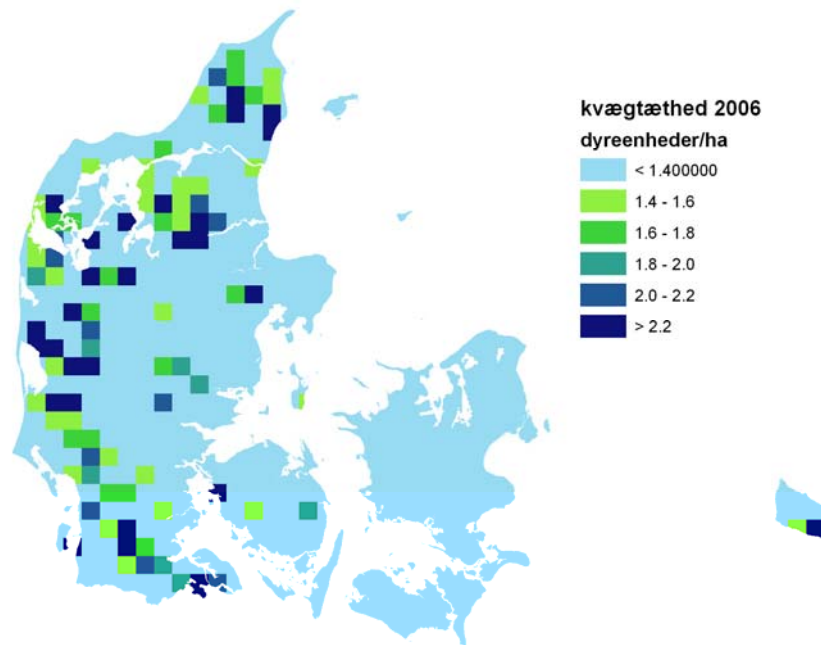 kvægtæthed 2006
dyreenheder/ha
< 1.400000
1.4 - 1.6
1.6 - 1.8
1.8 - 2.0
2.0 - 2.2
> 2.2